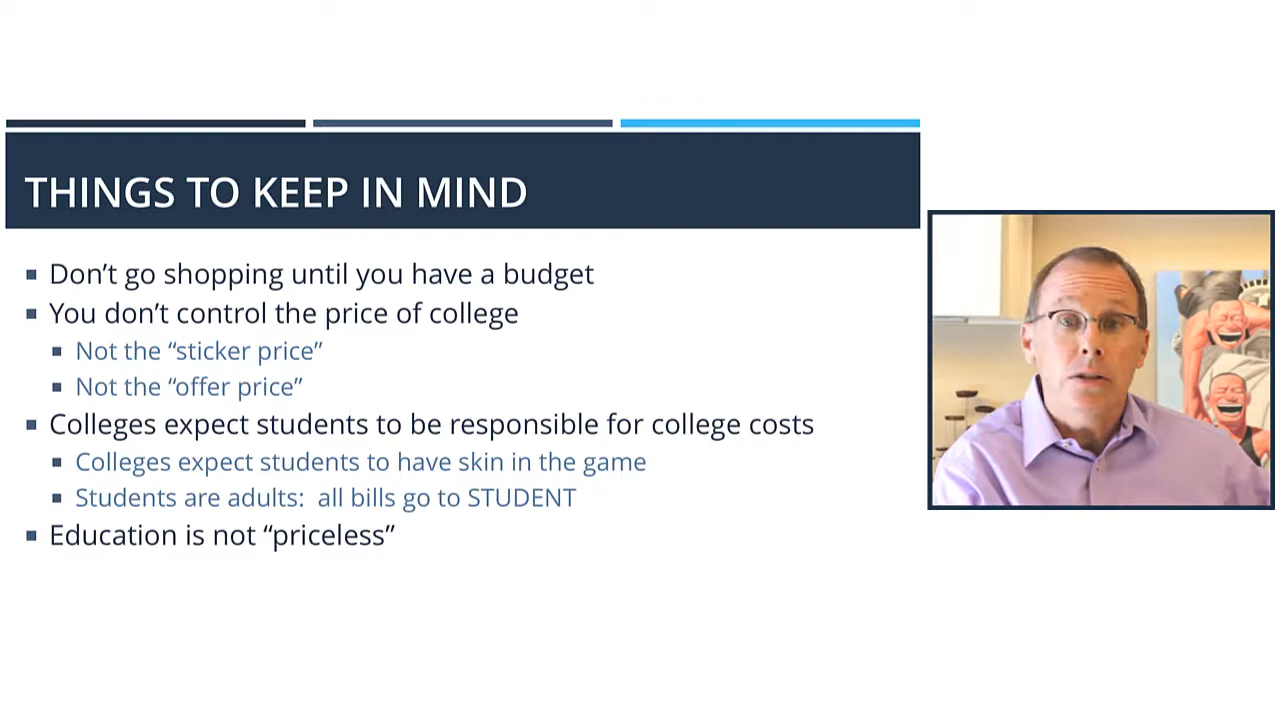 THINGS TO KEEP IN MIND
Don’t go shopping until you have a budget
You don’t control the price of college
Not the “sticker price”
Not the “offer price”
Colleges expect students to be responsible for college costs
Colleges expect students to have skin in the game
Students are adults:  all bills go to STUDENT
Education is not “priceless”